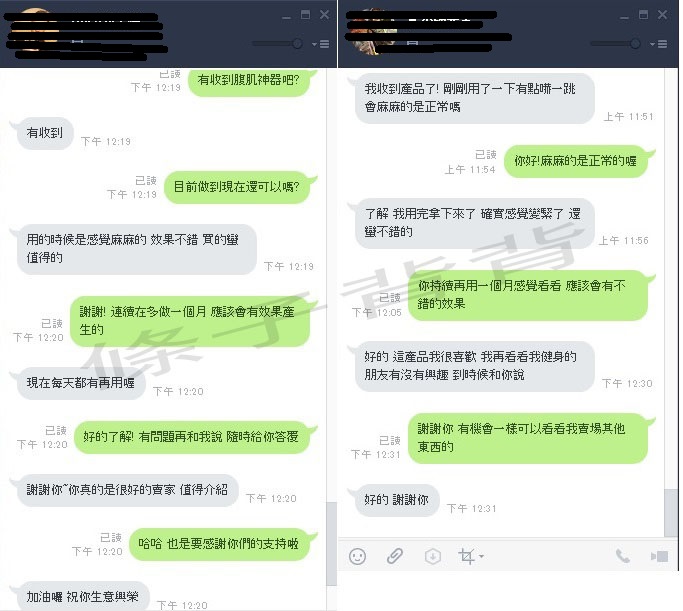 已讀
下午 12:19
有收到腹肌神器吧?
有收到
下午 12:19
已讀
下午 12:19
目前做到現在還可以嗎?
用的時候是感覺麻麻的 效果不錯 買的蠻
值得的
下午 12:19
已讀
下午 12:20
謝謝! 連續在多做一個月 應該會有效果產
生的
現在每天都有再用喔
下午 12:20
已讀
下午 12:20
好的了解! 有問題再和我說 隨時給你答覆
謝謝你~你真的是很好的賣家 值得介紹
下午 12:20
已讀
下午 12:20
哈哈 也是要感謝你們的支持啦
加油囉 祝你生意興榮
下午 12:20
我收到產品了! 剛剛用了一下有點嚇一跳
會麻麻的是正常嗎
上午 11:51
已讀
上午 11:54
你好!麻麻的是正常的喔
了解 我用完拿下來了 確實感覺變緊了 還
蠻不錯的
上午 11:56
已讀
下午 12:05
你持續再用一個月感覺看看 應該會有不
錯的效果
好的 這產品我很喜歡 我再看看我健身的
朋友有沒有興趣 到時候和你說
下午 12:30
已讀
下午 12:31
謝謝你 有機會一樣可以看看我賣場其他
東西的
好的 謝謝你
下午 12:31
條子背背